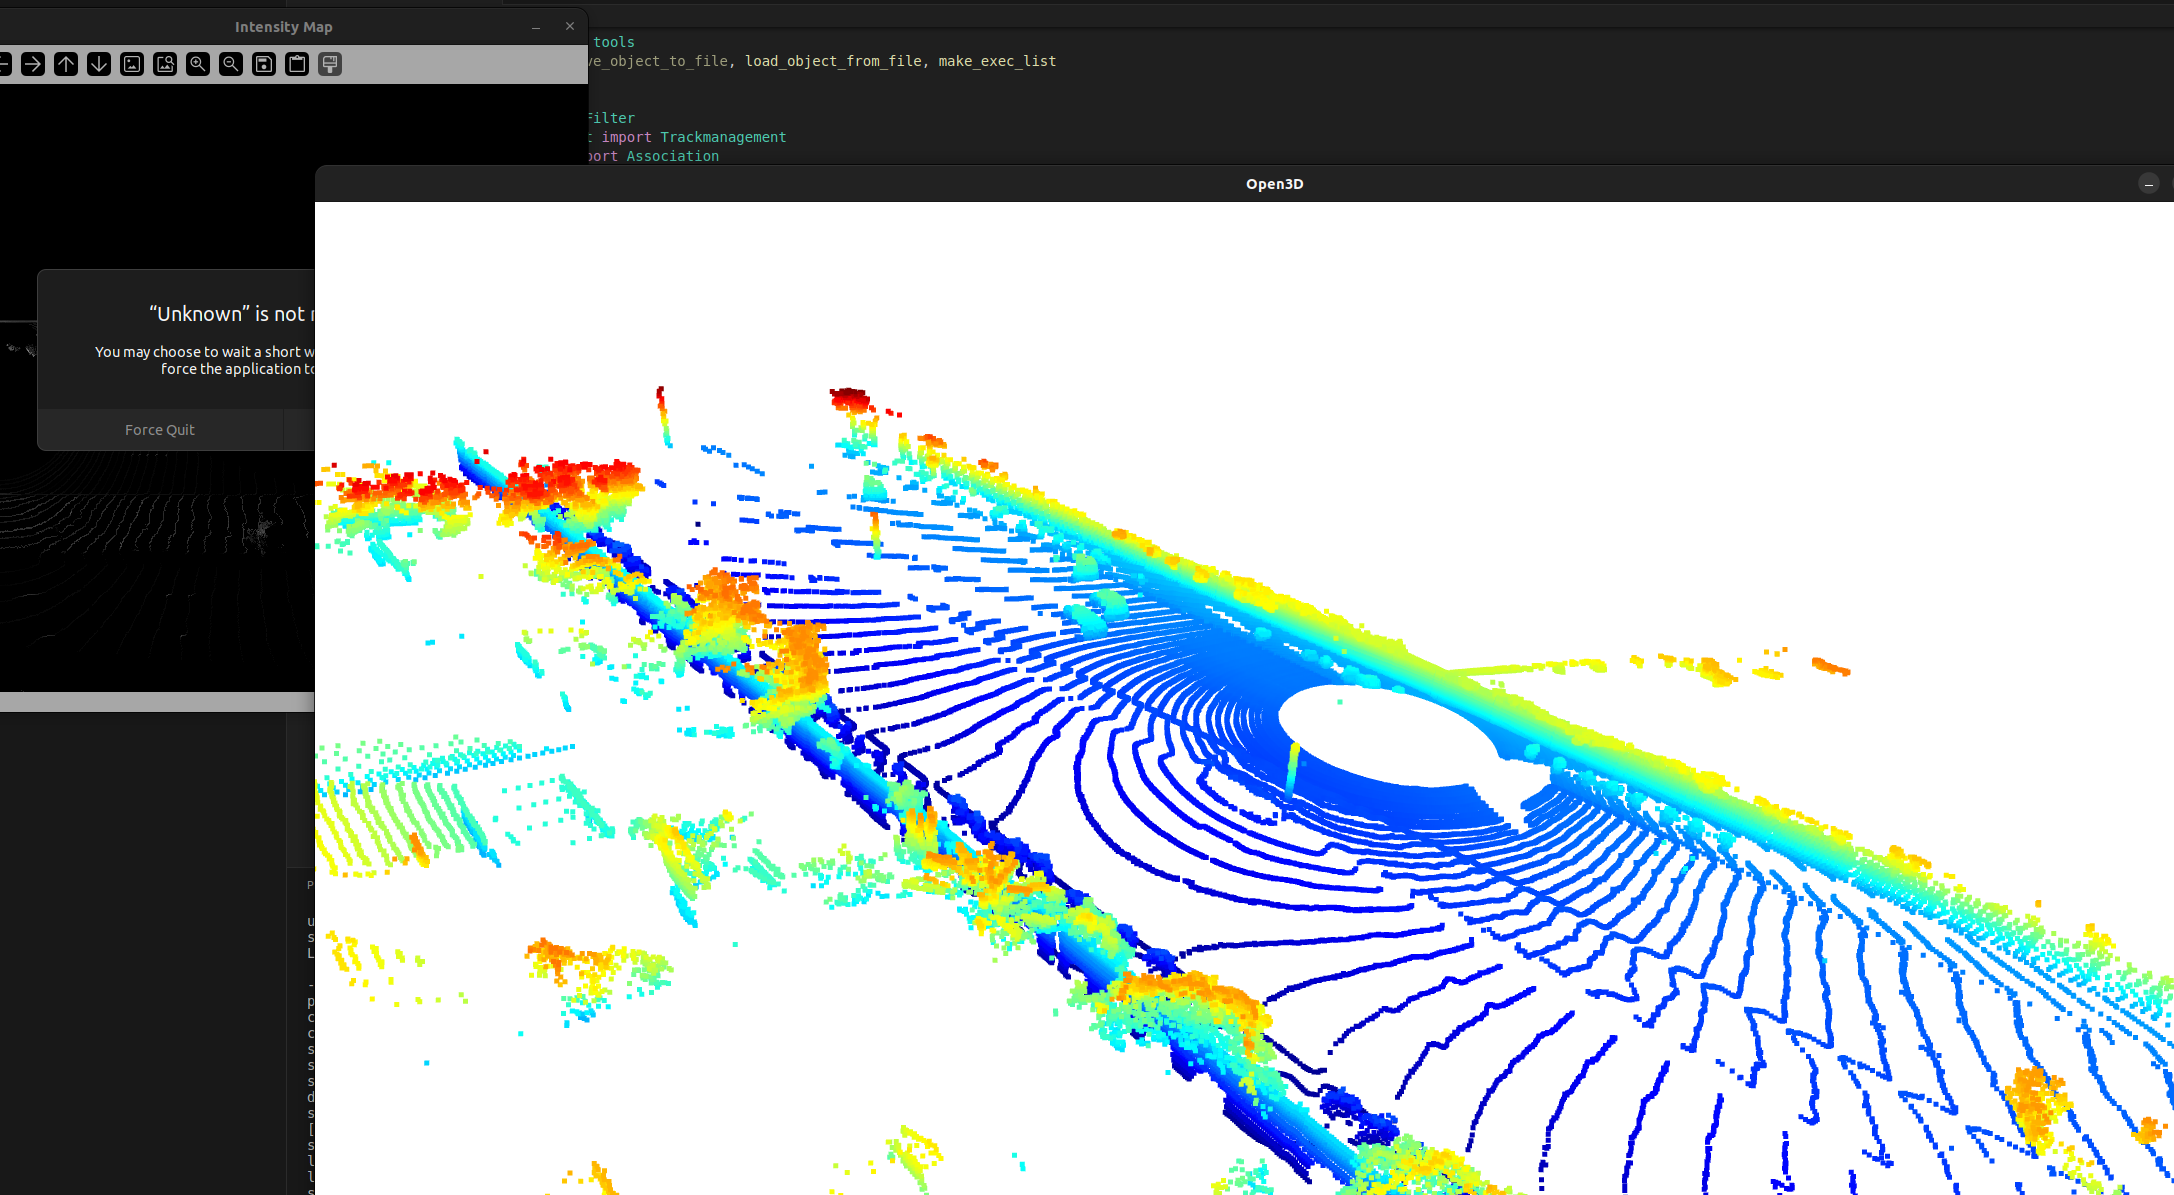 Intensity Map
tools
ve_object_to_file, load_object_from_file, make_exec_list
Filter
t import Trackmanagement
port Association
Open3D
“Unknown” is not
You may choose to wait a short w
force the application to
Force Quit
P
u
s
L
-
p
c
c
s
s
s
d
s
[
s
l
l
s